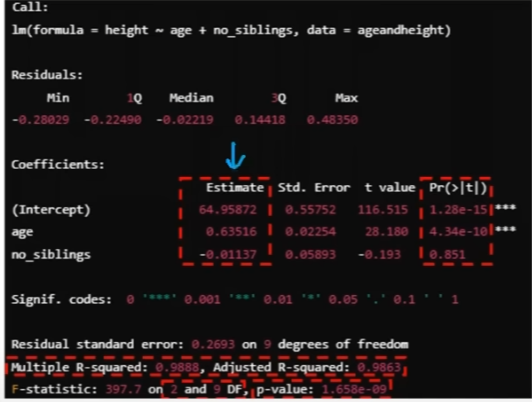 Call:
lm(formula = height ~ age + no_siblings, data = ageandheight)
Residuals:
Min 1Q Median 3Q Max
-0.28029 -0.22490 -0.02219 0.14418 0.48350
Coefficients:
Estimate Std. Error t value Pr(>|t|)
(Intercept) 64.95872 0.55752 116.515 1.28e-15 ***
age 0.63516 0.02254 28.180 4.34e-10 ***
no_siblings -0.01137 0.05893 -0.193 0.851
Signif. codes: 0 '***' 0.001 '**' 0.01 '*' 0.05 '.' 0.1 ' ' 1
Residual standard error: 0.2693 on 9 degrees of freedom
Multiple R-squared: 0.9888, Adjusted R-squared: 0.9863
F-statistic: 397.7 on 2 and 9 DF, p-value: 1.658e-09